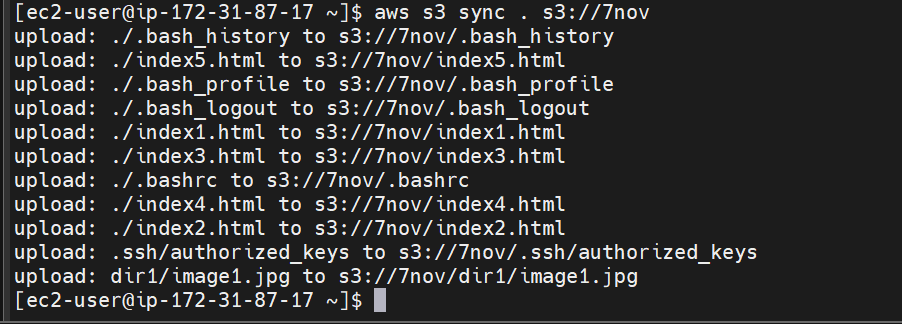 [ec2-user@ip-172-31-87-17 ~]$ aws s3 sync . s3://7nov
upload: ./.bash_history to s3://7nov/.bash_history
upload: ./index5.html to s3://7nov/index5.html
upload: ./.bash_profile to s3://7nov/.bash_profile
upload: ./.bash_logout to s3://7nov/.bash_logout
upload: ./index1.html to s3://7nov/index1.html
upload: ./index3.html to s3://7nov/index3.html
upload: ./.bashrc to s3://7nov/.bashrc
upload: ./index4.html to s3://7nov/index4.html
upload: ./index2.html to s3://7nov/index2.html
upload: .ssh/authorized_keys to s3://7nov/.ssh/authorized_keys
upload: dir1/image1.jpg to s3://7nov/dir1/image1.jpg
[ec2-user@ip-172-31-87-17 ~]$